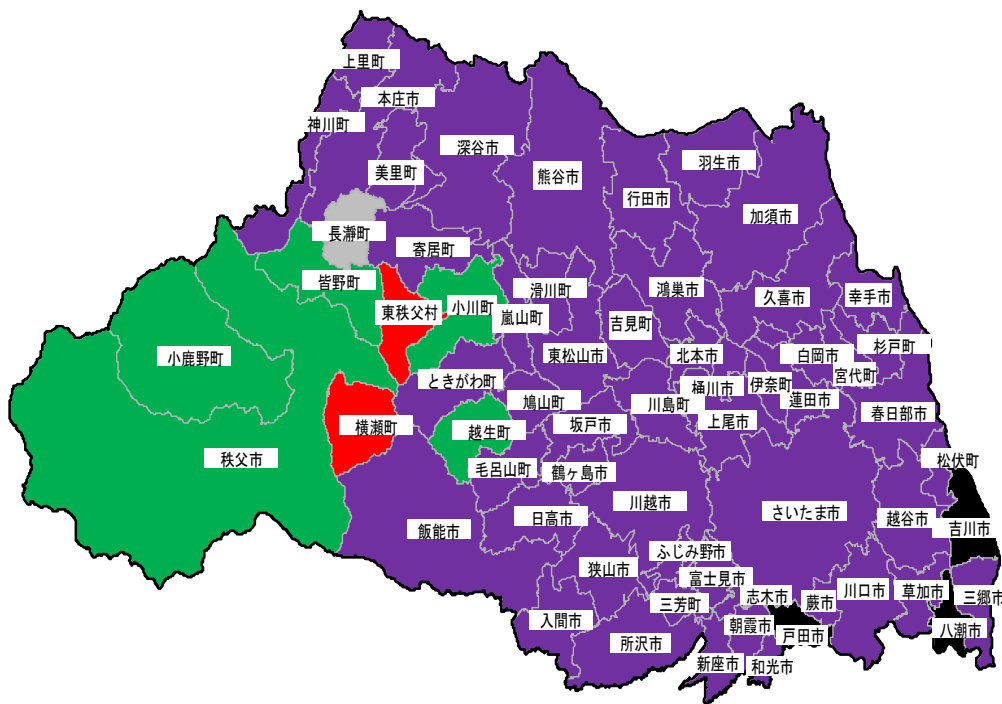 上里町
本庄市
神川町
深谷市
羽生市
美里町
熊谷市
行田市
加須市
長瀞町
寄居町
皆野町
滑川町
鴻巣市
久喜市
幸手市
東秩父村
小川町
嵐山町
吉見町
杉戸町
小鹿野町
東松山市
北本市
白岡市
宮代町
ときがわ町
桶川市
伊奈町
蓮田市
鳩山町
川島町
春日部市
横瀬町
越生町
坂戸市
上尾市
秩父市
毛呂山町
鶴ヶ島市
松伏町
川越市
さいたま市
越谷市
吉川市
飯能市
日高市
ふじみ野市
狭山市
富士見市
志木市
川口市
草加市
三郷市
三芳町
蕨市
入間市
朝霞市
戸田市
八潮市
所沢市
新座市
和光市